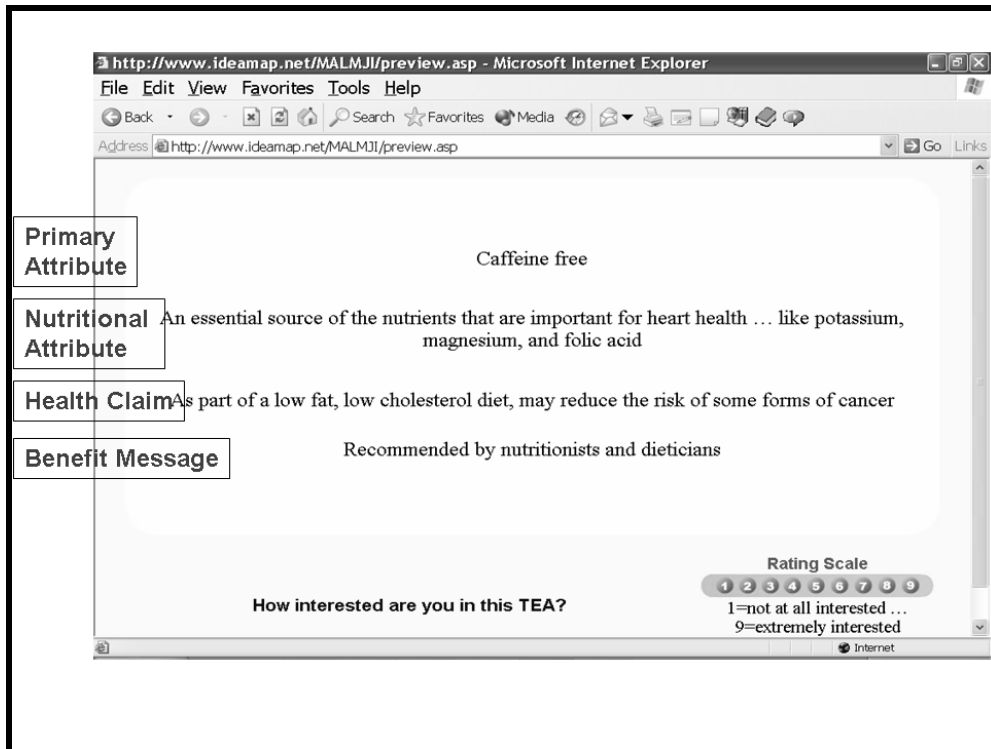 http://www.ideamap.net/MALMJI/preview.asp - Microsoft Internet Explorer
File Edit View Favorites Tools Help
Back Search Favorites Media
Address http://www.ideamap.net/MALMJI/preview.asp Go Links
Primary
Attribute
Caffeine free
Nutritional
Attribute
An essential source of the nutrients that are important for heart health … like potassium,
magnesium, and folic acid
Health Claim
As part of a low fat, low cholesterol diet, may reduce the risk of some forms of cancer
Benefit Message
Recommended by nutritionists and dieticians
How interested are you in this TEA?
Rating Scale
1 2 3 4 5 6 7 8 9
1=not at all interested …
9=extremely interested
Internet